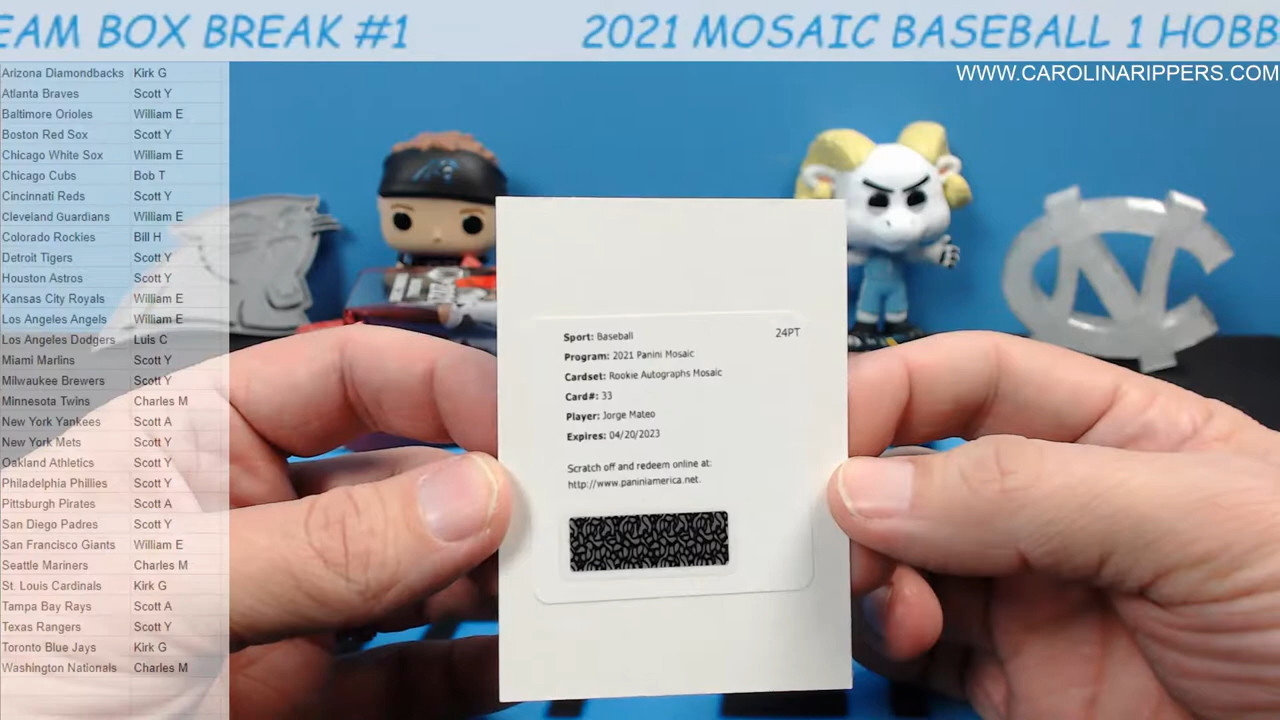 EAM BOX BREAK #1 2021 MOSAIC BASEBALL 1 HOBB
WWW.CAROLINARIPPERS.COM
Arizona Diamondbacks Kirk G
Atlanta Braves Scott Y
Baltimore Orioles William E
Boston Red Sox Scott Y
Chicago White Sox William E
Chicago Cubs Bob T
Cincinnati Reds Scott Y
Cleveland Guardians William E
Colorado Rockies Bill H
Detroit Tigers Scott Y
Houston Astros Scott Y
Kansas City Royals William E
Los Angeles Angels William E
Los Angeles Dodgers Luis C
Miami Marlins Scott Y
Milwaukee Brewers Scott Y
Minnesota Twins Charles M
New York Yankees Scott A
New York Mets Scott Y
Oakland Athletics Scott Y
Philadelphia Phillies Scott Y
Pittsburgh Pirates Scott A
San Diego Padres Scott Y
San Francisco Giants William E
Seattle Mariners Charles M
St. Louis Cardinals Kirk G
Tampa Bay Rays Scott A
Texas Rangers Scott Y
Toronto Blue Jays Kirk G
Washington Nationals Charles M
Sport: Baseball 24PT
Program: 2021 Panini Mosaic
Cardset: Rookie Autographs Mosaic
Card#: 33
Player: Jorge Mateo
Expires: 04/20/2023
Scratch off and redeem online at:
http://www.paniniamerica.net.
NC